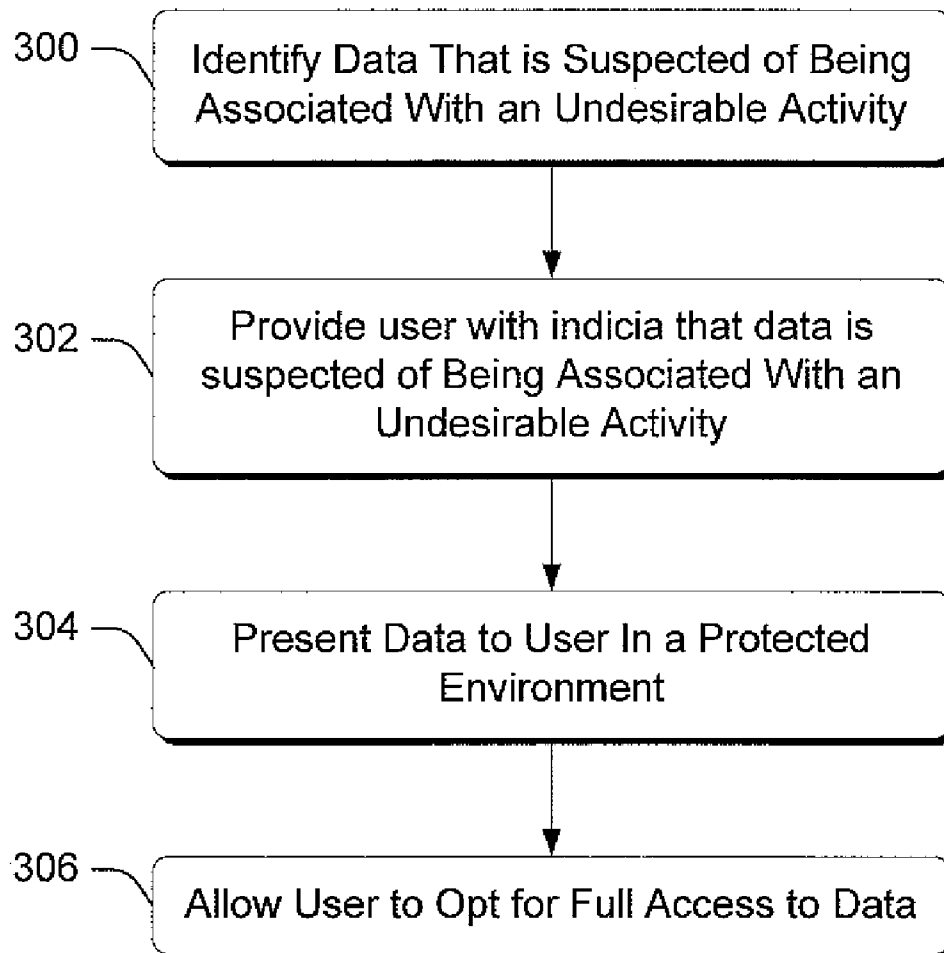 300
Identify Data That is Suspected of Being
Associated With an Undesirable Activity
302
Provide user with indicia that data is
suspected of Being Associated With an
Undesirable Activity
304
Present Data to User In a Protected
Environment
306
Allow User to Opt for Full Access to Data